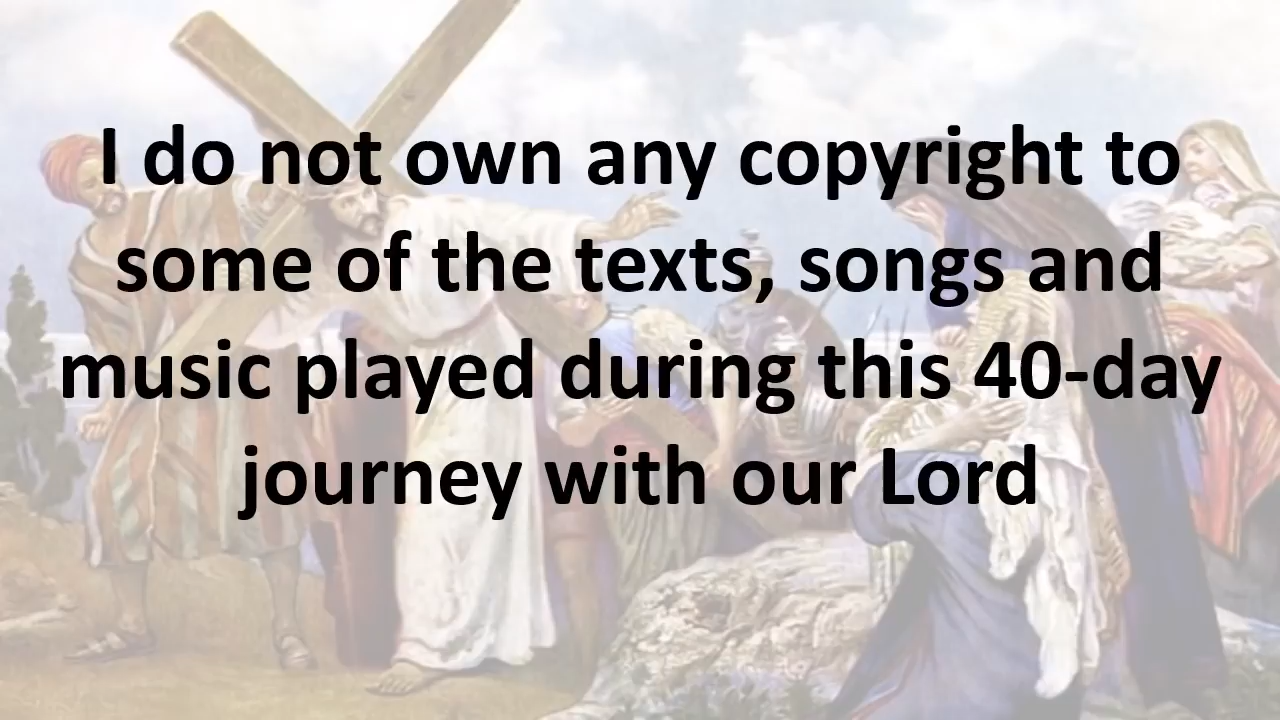 I do not own any copyright to
some of the texts, songs and
music played during this 40-day
journey with our Lord